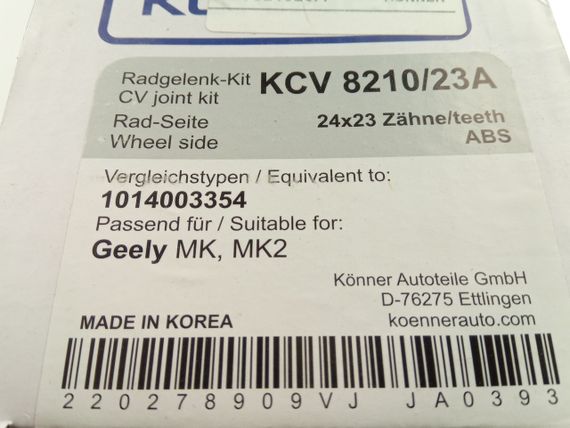 Radgelenk-Kit KCV 8210/23A
CV joint kit
Rad-Seite 24x23 Zähne/teeth
Wheel side ABS
Vergleichstypen / Equivalent to:
1014003354
Passend für / Suitable for:
Geely MK, MK2
Könner Autoteile GmbH
D-76275 Ettlingen
MADE IN KOREA koennerauto.com
220278909VJ JA0393